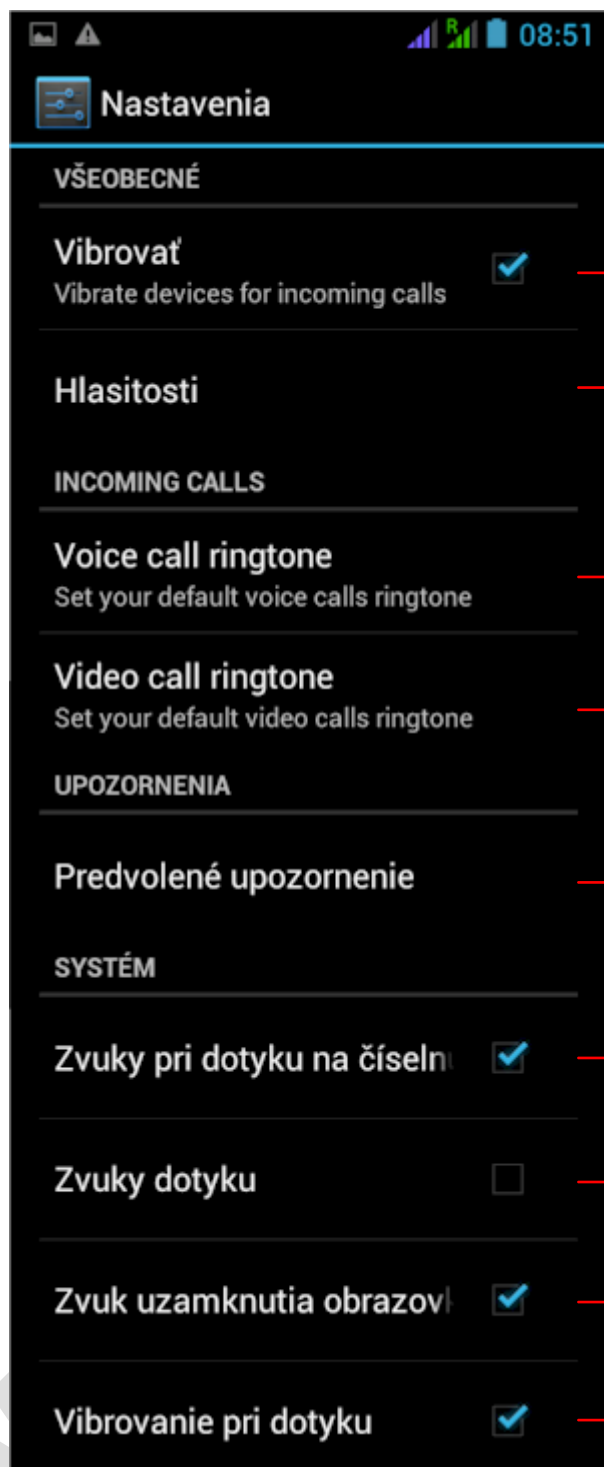 R 08:51
Nastavenia
VŠEOBECNÉ
Vibrovať
Vibrate devices for incoming calls
Hlasitosti
INCOMING CALLS
Voice call ringtone
Set your default voice calls ringtone
Video call ringtone
Set your default video calls ringtone
UPOZORNENIA
Predvolené upozornenie
SYSTÉM
Zvuky pri dotyku na číseln
Zvuky dotyku
Zvuk uzamknutia obrazov
Vibrovanie pri dotyku